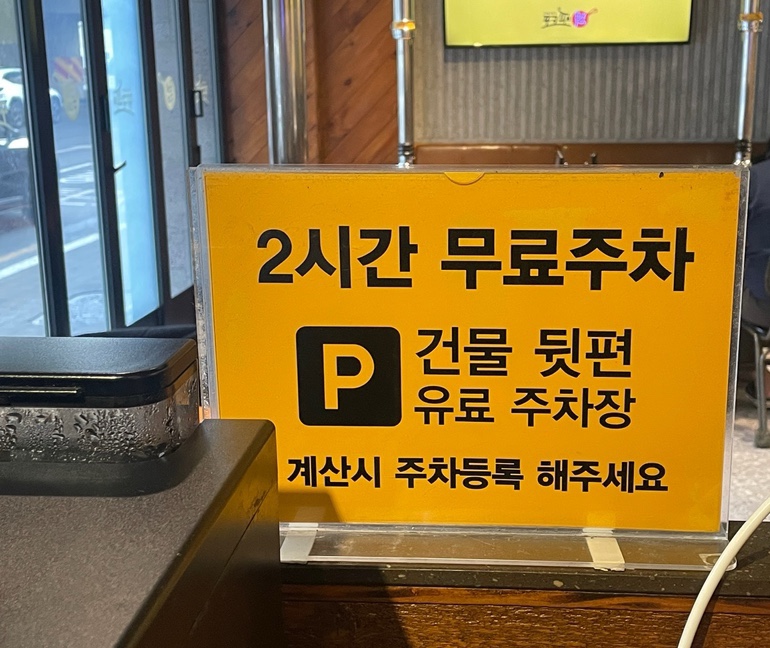 2시간 무료주차
P 건물 뒷편
유료 주차장
계산시 주차등록 해주세요